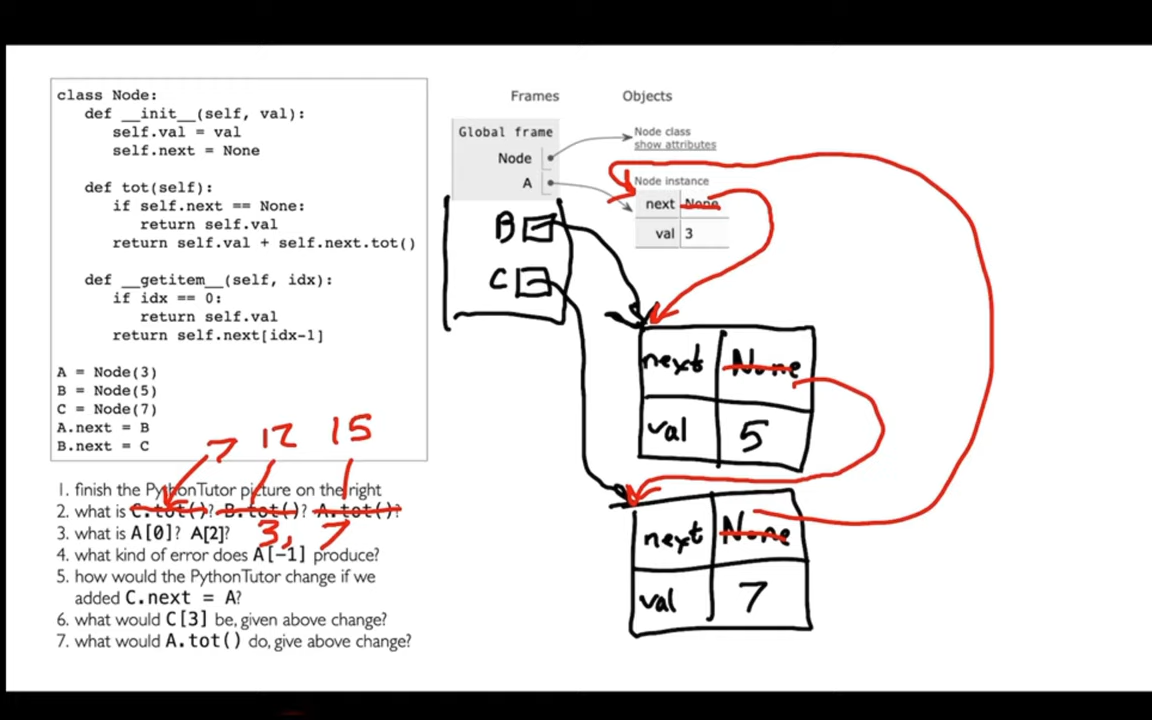 class Node:
def __init__(self, val):
self.val = val
self.next = None
def tot(self):
if self.next == None:
return self.val
return self.val + self.next.tot()
def __getitem__(self, idx):
if idx == 0:
return self.val
return self.next[idx-1]
A = Node(3)
B = Node(5)
C = Node(7)
A.next = B
B.next = C
7 12 15
1. finish the PythonTutor picture on the right
2. what is C.tot()? B.tot()? A.tot()?
3. what is A[0]? A[2]? 3, 7
4. what kind of error does A[-1] produce?
5. how would the PythonTutor change if we
added C.next = A?
6. what would C[3] be, given above change?
7. what would A.tot() do, give above change?
Frames Objects
Global frame
Node
A
B
C
Node class
show attributes
Node instance
next None
val 3
next None
val 5
next None
val 7